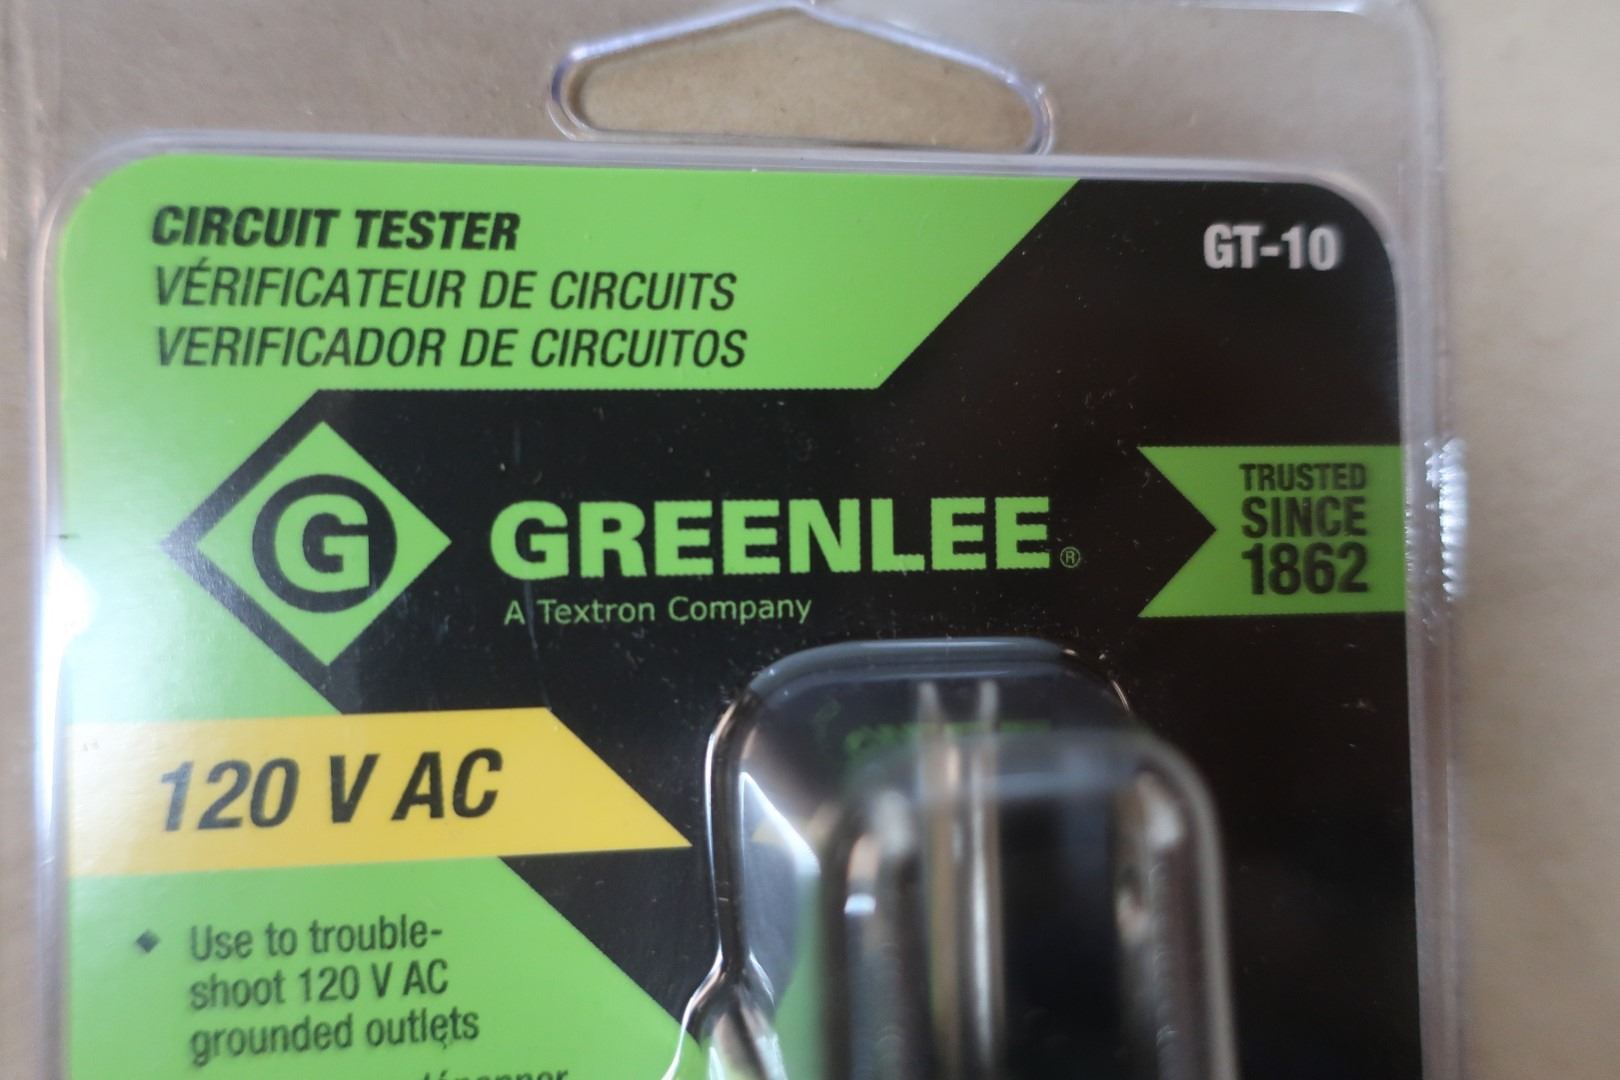 CIRCUIT TESTER
VÉRIFICATEUR DE CIRCUITS
VERIFICADOR DE CIRCUITOS
GT-10
G GREENLEE®
A Textron Company
TRUSTED
SINCE
1862
120 V AC
Use to trouble-
shoot 120 V AC
grounded outlets